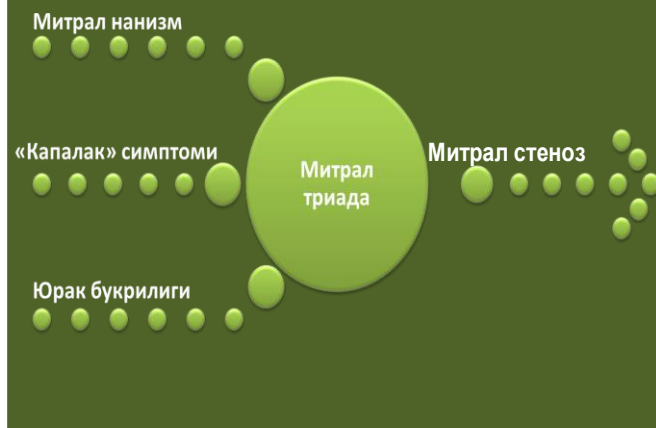 Митрал нанизм
«Капалак» симптоми
Митрал
триада
Митрал стеноз
Юрак букрилиги